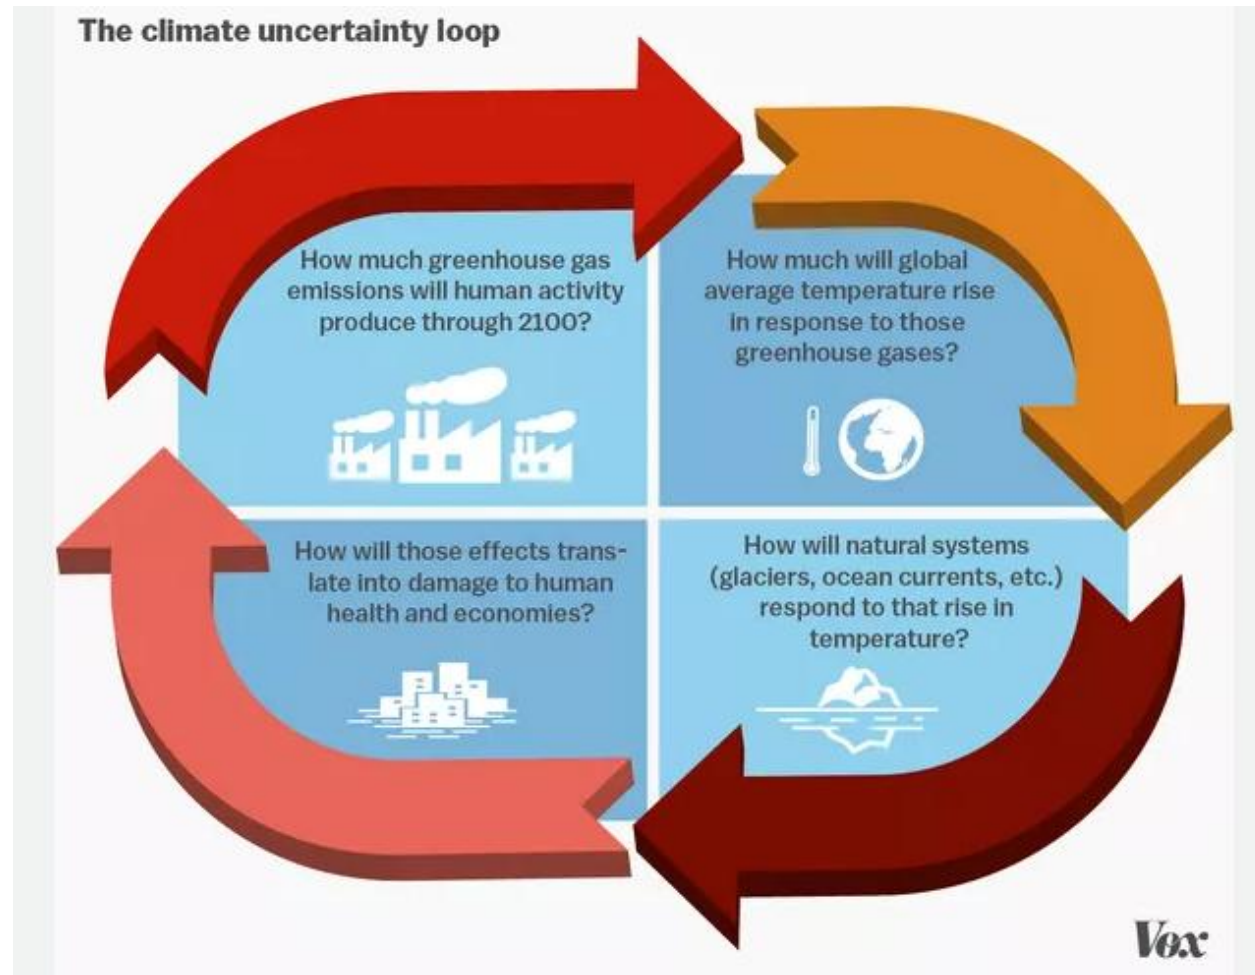 The climate uncertainty loop
How much greenhouse gas
emissions will human activity
produce through 2100?
How much will global
average temperature rise
in response to those
greenhouse gases?
How will those effects trans-
late into damage to human
health and economies?
How will natural systems
(glaciers, ocean currents, etc.)
respond to that rise in
temperature?
Vox